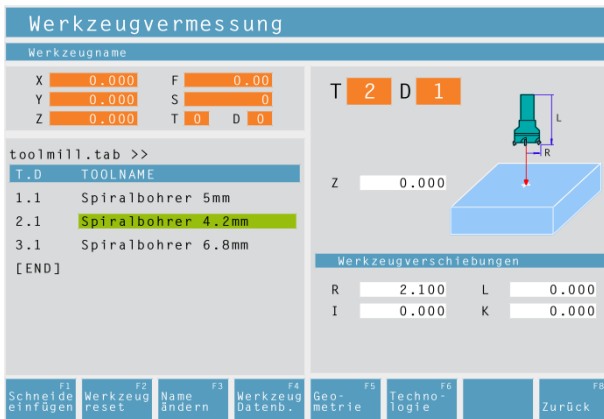 Werkzeugvermessung
Werkzeugname
X 0.000 F 0.00
Y 0.000 S 0
Z 0.000 T 0 D 0
T 2 D 1
L
R
Z 0.000
toolmill.tab >>
T.D TOOLNAME
1.1 Spiralbohrer 5mm
2.1 Spiralbohrer 4.2mm
3.1 Spiralbohrer 6.8mm
[END]
Werkzeugverschiebungen
R 2.100 L 0.000
I 0.000 K 0.000
F1 F2 F3 F4 F5 F6 F8
Schneide Werkzeug Name Werkzeug Geo- Techno-
einfügen reset ändern Datenb. metrie logie Zurück